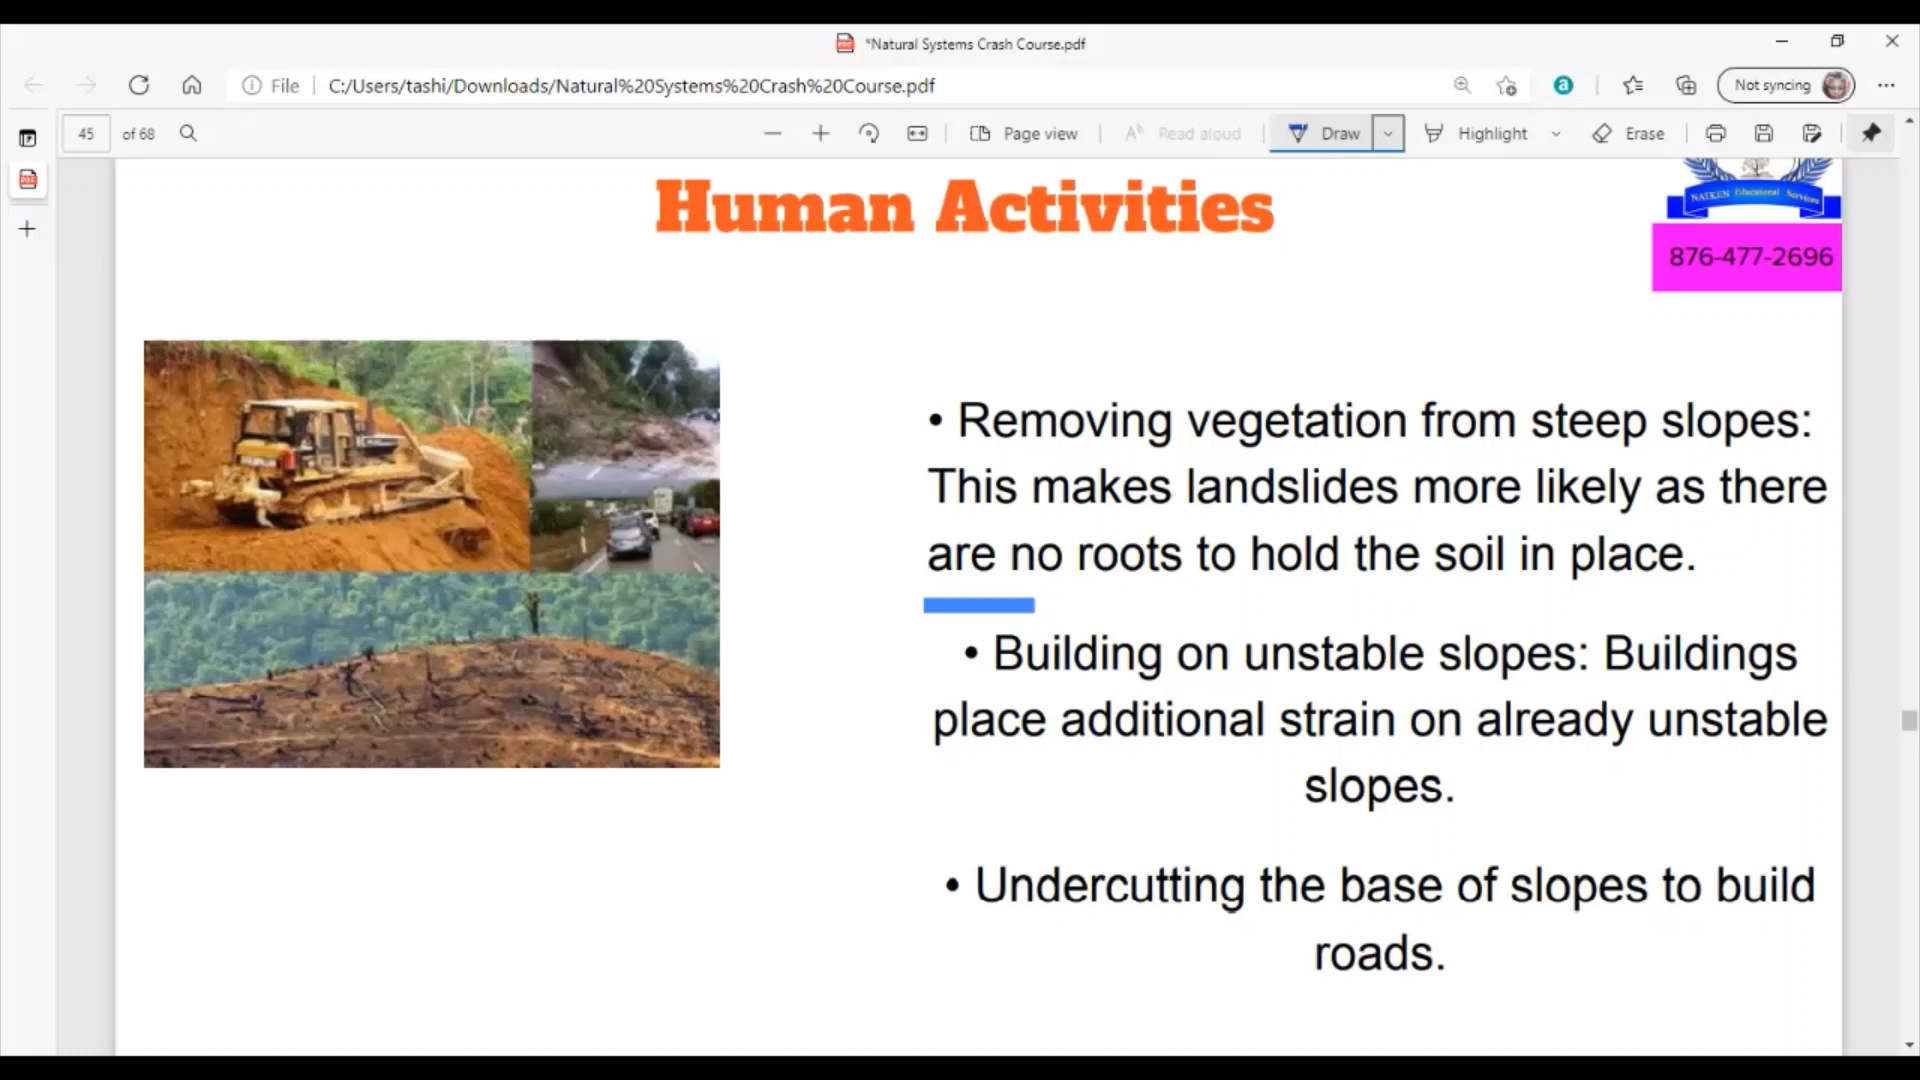 *Natural Systems Crash Course.pdf
File
C:/Users/tashi/Downloads/Natural%20Systems%20Crash%20Course.pdf
Not syncing
45 of 68
Page view
Read aloud
Draw
Highlight
Erase
Human Activities
NATKEN Educational Services
876-477-2696
• Removing vegetation from steep slopes:
This makes landslides more likely as there
are no roots to hold the soil in place.
• Building on unstable slopes: Buildings
place additional strain on already unstable
slopes.
• Undercutting the base of slopes to build
roads.